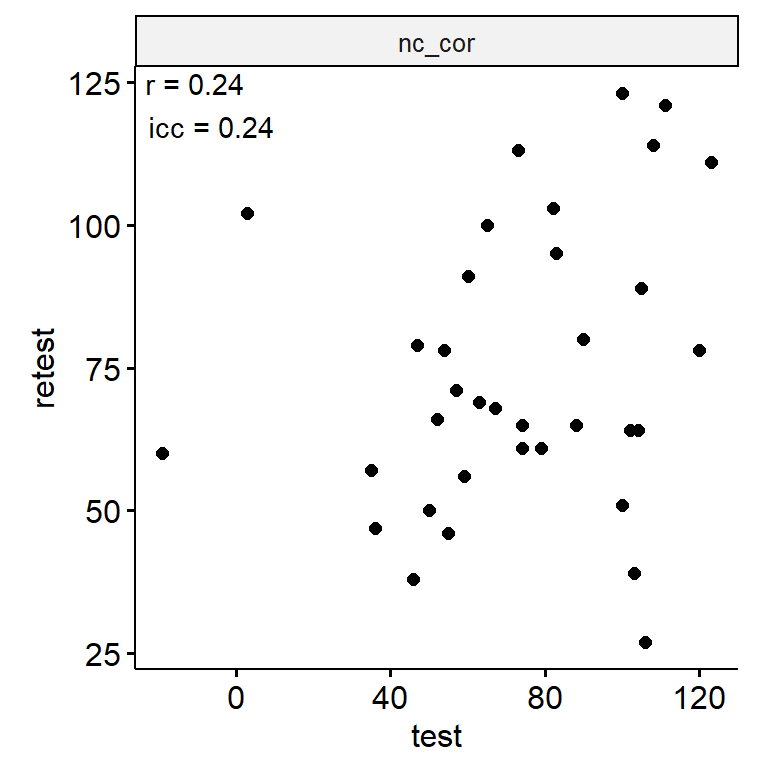 nc_cor
r = 0.24
icc = 0.24
125
100
75
50
25
retest
0 40 80 120
test